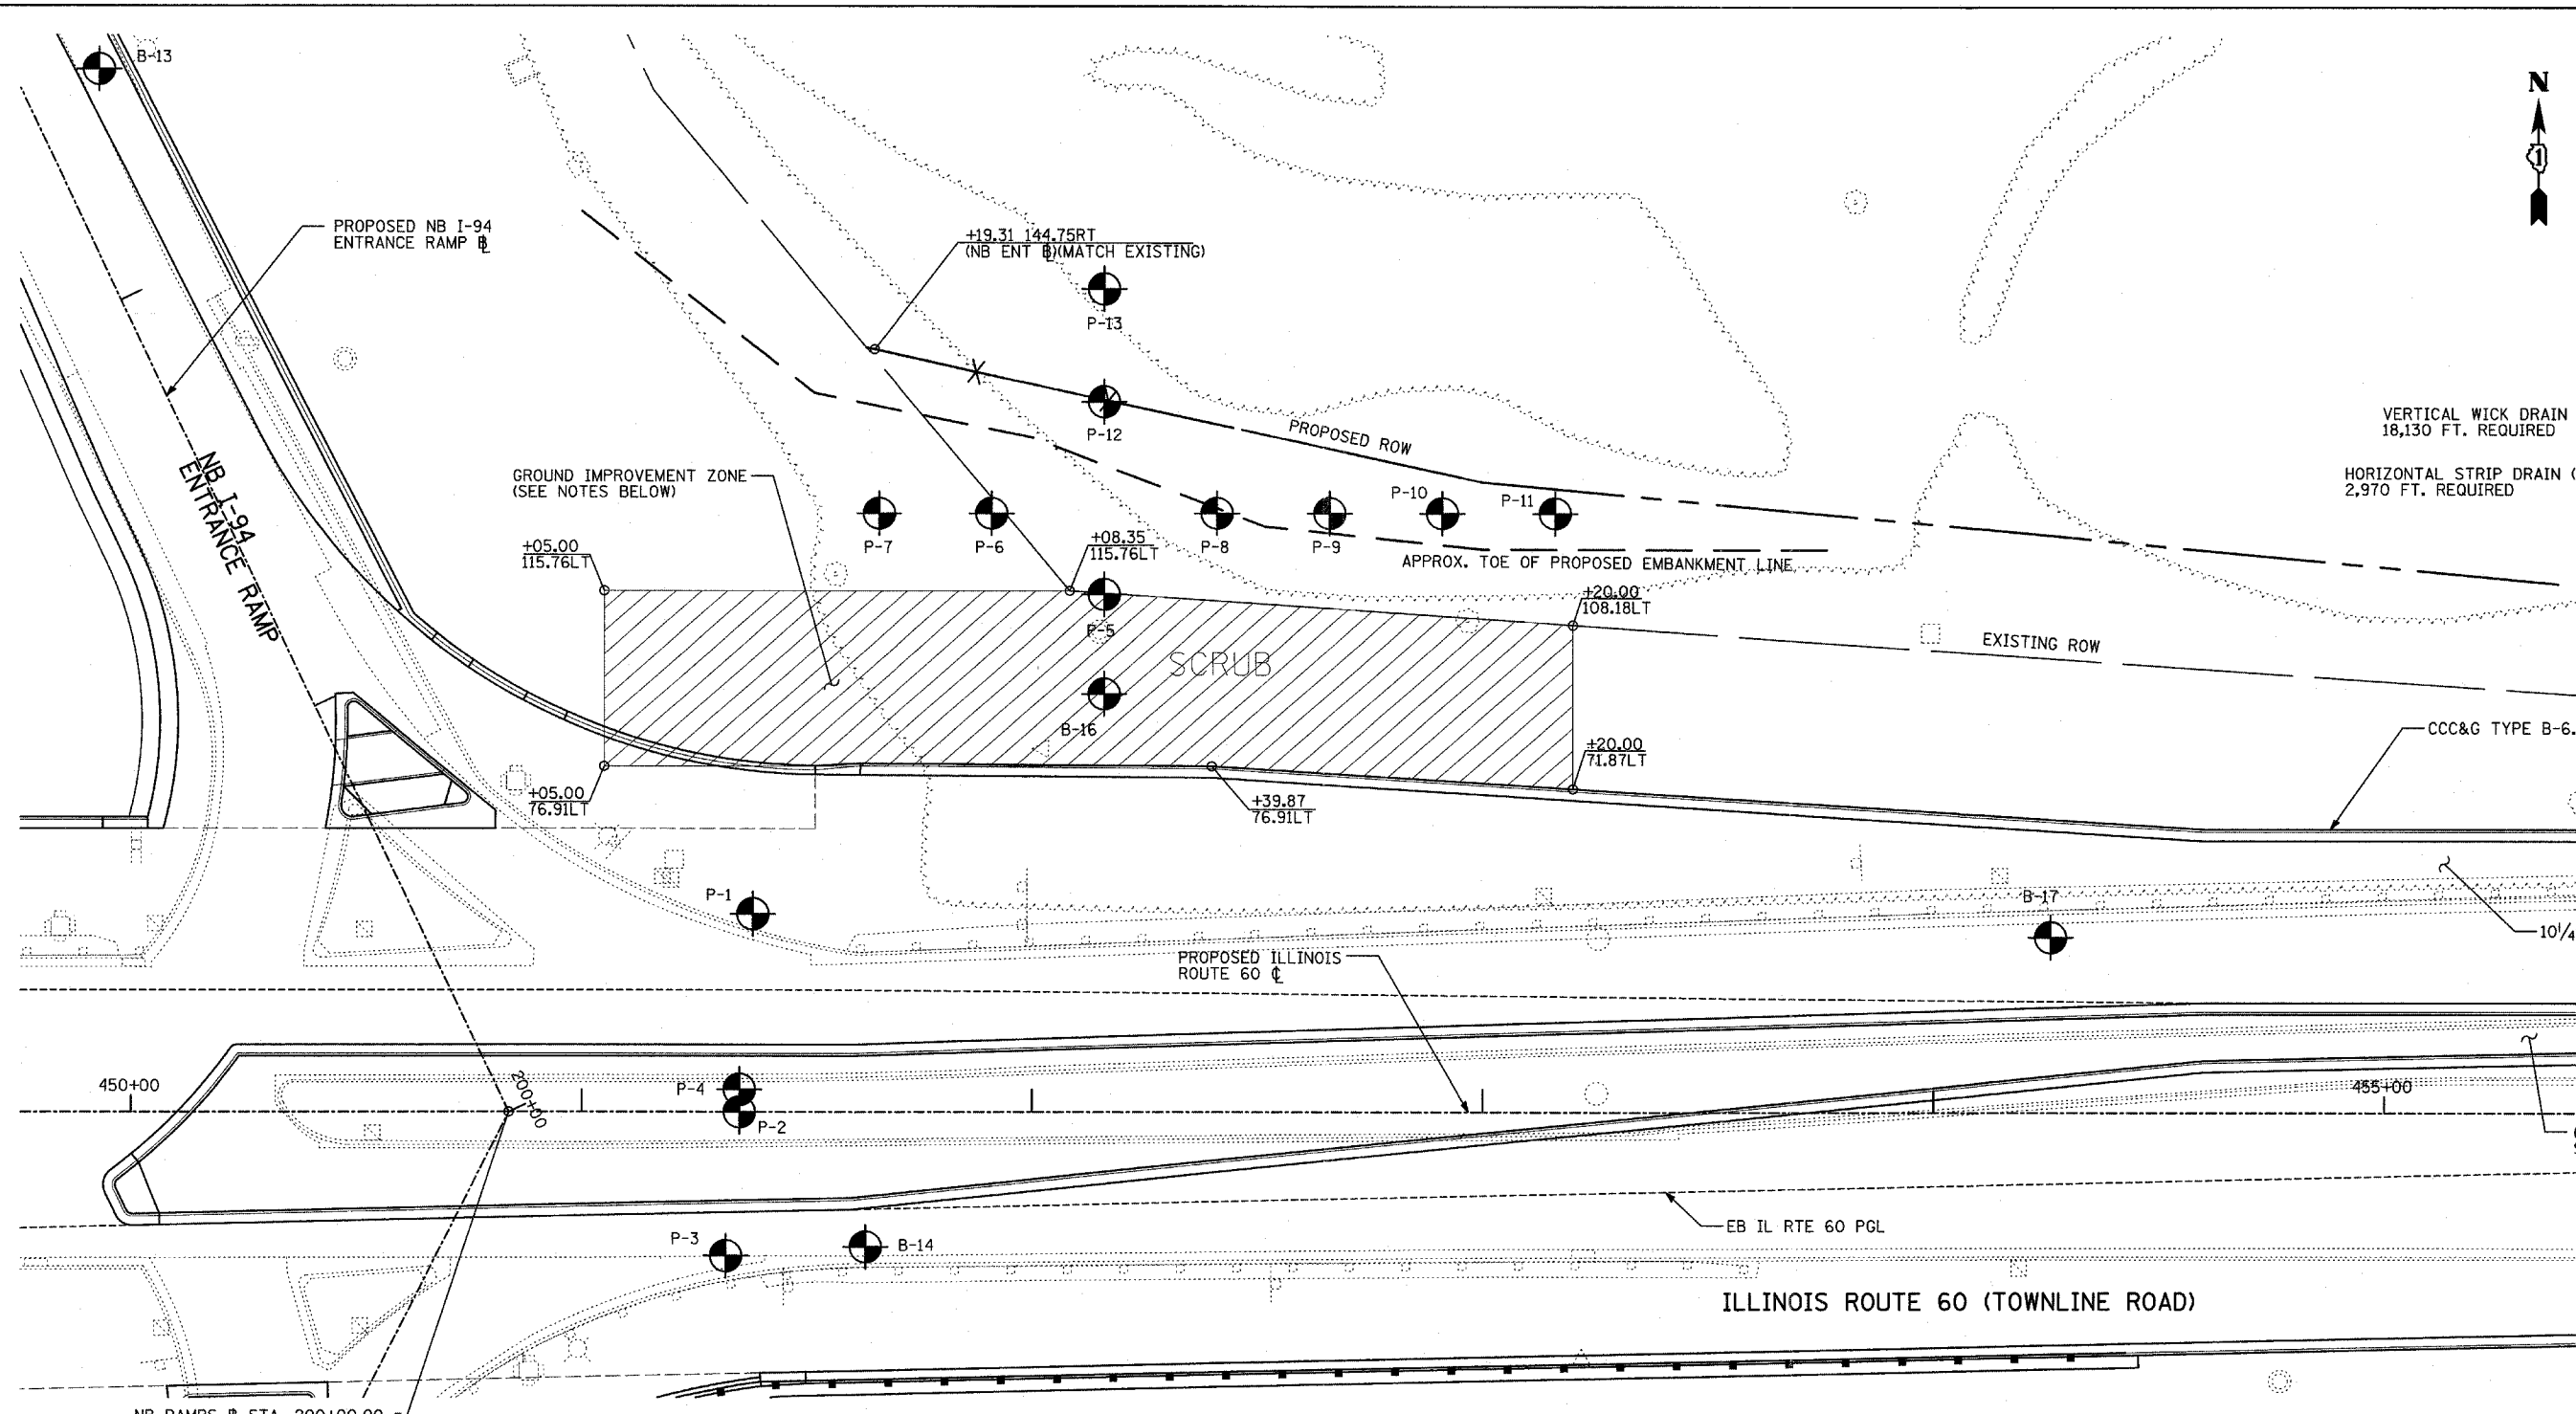 B-13
N
PROPOSED NB I-94
ENTRANCE RAMP ℄
+19.31 144.75RT
(NB ENT ℄)(MATCH EXISTING)
P-13
P-12
PROPOSED ROW
VERTICAL WICK DRAIN
18,130 FT. REQUIRED
HORIZONTAL STRIP DRAIN (
2,970 FT. REQUIRED
NB I-94
ENTRANCE RAMP
GROUND IMPROVEMENT ZONE
(SEE NOTES BELOW)
P-7
P-6
P-8
P-9
P-10
P-11
APPROX. TOE OF PROPOSED EMBANKMENT LINE
+05.00
115.76LT
+08.35
115.76LT
+20.00
108.18LT
P-5
SCRUB
EXISTING ROW
B-16
CCC&G TYPE B-6.
+20.00
71.87LT
+05.00
76.91LT
+39.87
76.91LT
P-1
B-17
10¼
PROPOSED ILLINOIS
ROUTE 60 ℄
450+00
200+00
P-4
P-2
455+00
P-3
B-14
EB IL RTE 60 PGL
ILLINOIS ROUTE 60 (TOWNLINE ROAD)